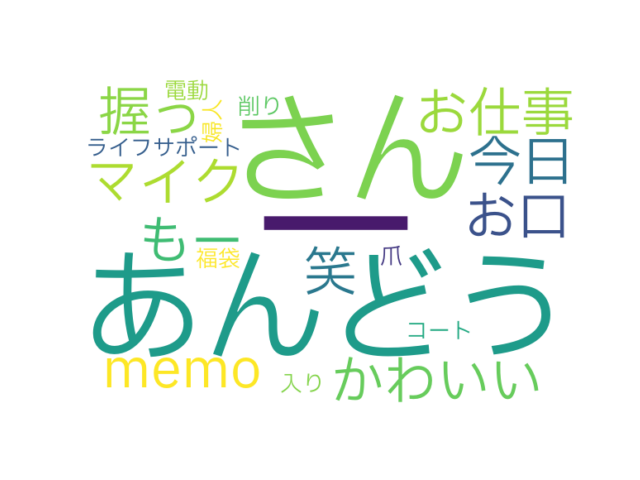 電動
握っ
婦人
削り
さん
お仕事
ライフサポート
今日
マイク
お口
ー
もー
福袋
笑
爪
あんどう
コート
memo
入り
かわいい